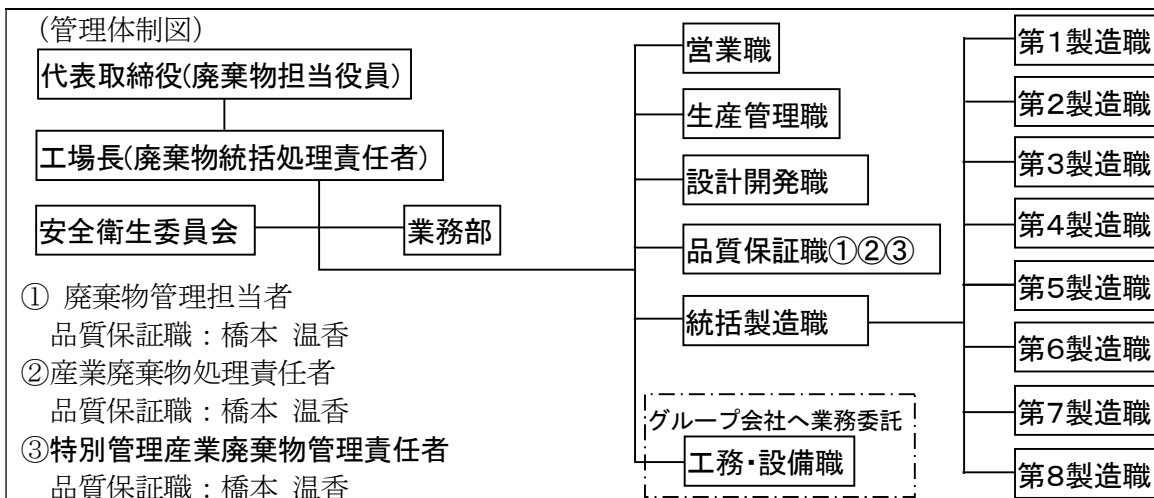 （管理体制図）
代表取締役(廃棄物担当役員）
工場長(廃棄物統括処理責任者）
安全衛生委員会
業務部
① 廃棄物管理担当者
品質保証職：橋本 温香
②産業廃棄物処理責任者
品質保証職：橋本 温香
③特別管理産業廃棄物管理責任者
品質保証職：橋本 温香
営業職
生産管理職
設計開発職
品質保証職①②③
統括製造職
グループ会社へ業務委託
工務・設備職
第1製造職
第2製造職
第3製造職
第4製造職
第5製造職
第6製造職
第7製造職
第8製造職